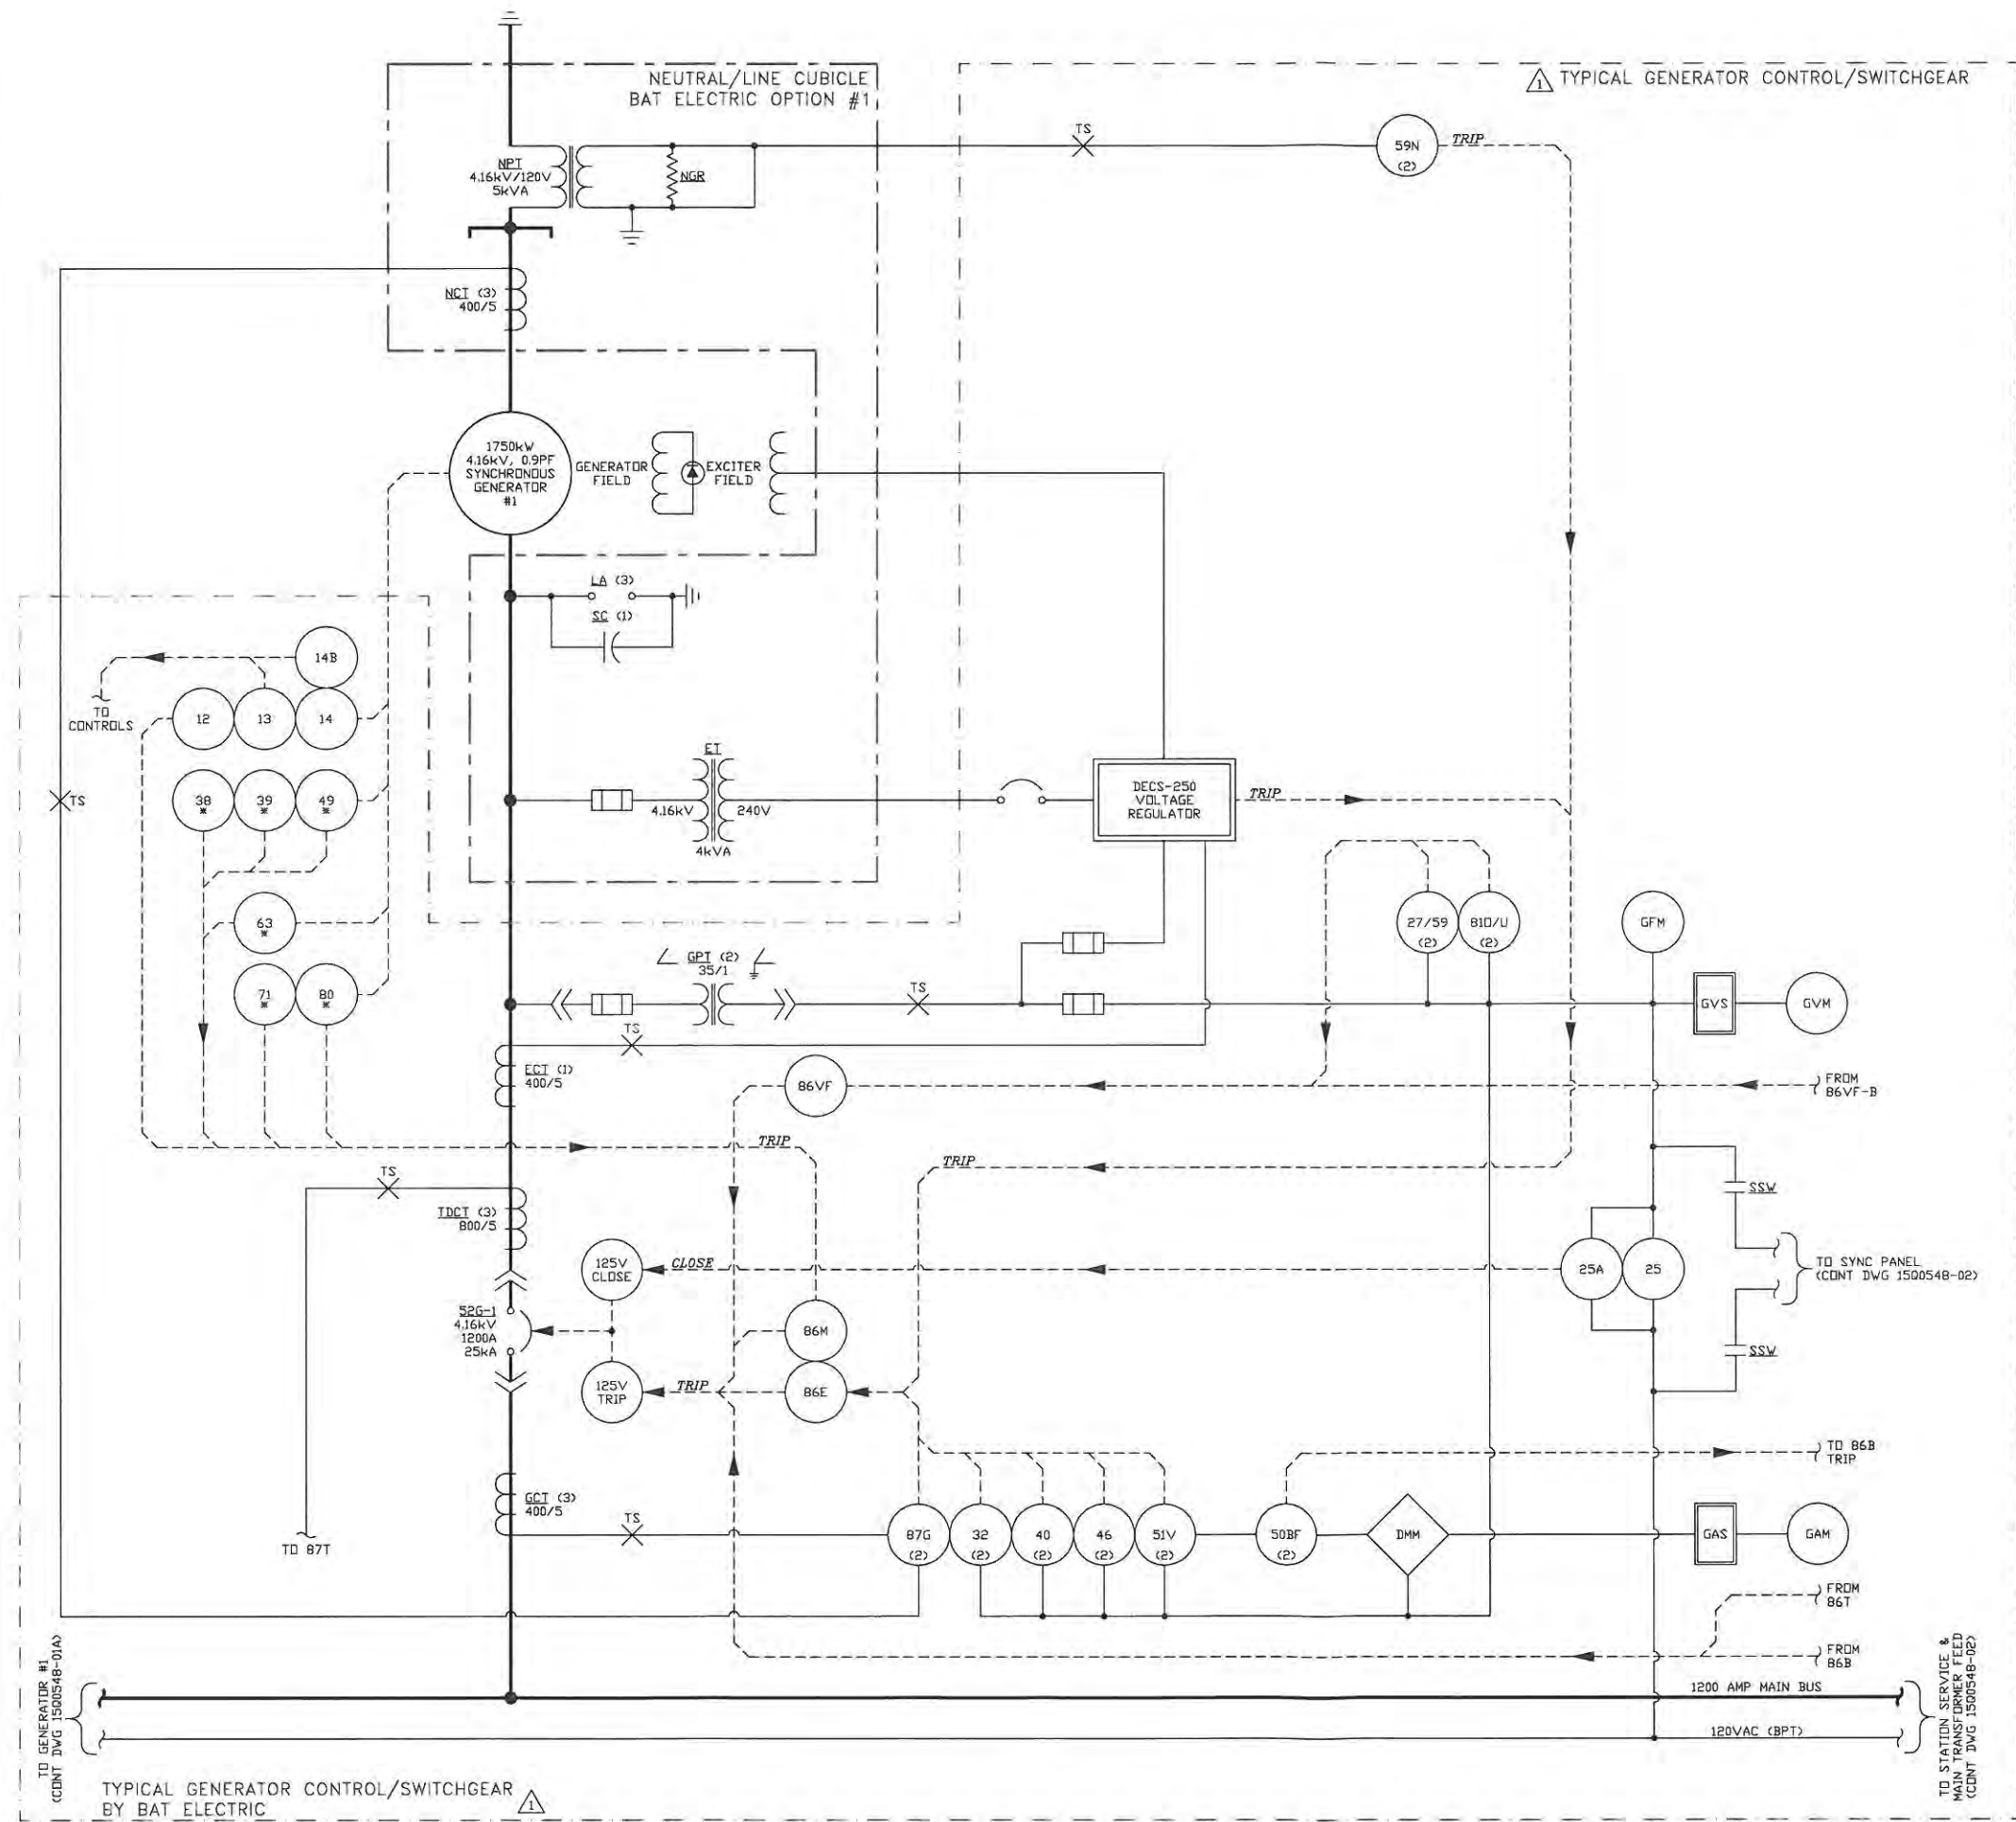 NEUTRAL/LINE CUBICLE
BAT ELECTRIC OPTION #1
1 TYPICAL GENERATOR CONTROL/SWITCHGEAR
NPT
4.16kV/120V
5kVA
NGR
TS
59N
(2)
TRIP
NCT (3)
400/5
1750kW
4.16kV, 0.9PF
SYNCHRONOUS
GENERATOR
#1
GENERATOR
FIELD
EXCITER
FIELD
LA (3)
SC (1)
14B
12
13
14
TO
CONTROLS
38
*
39
*
49
*
TS
63
*
71
*
80
*
ET
4.16kV
240V
4kVA
DECS-250
VOLTAGE
REGULATOR
TRIP
27/59
(2)
81O/U
(2)
GFM
GPT (2)
35/1
TS
GVS
GVM
TS
ECT (1)
400/5
86VF
FROM
86VF-B
TRIP
TRIP
TS
TDCT (3)
800/5
SSW
125V
CLOSE
CLOSE
25A
25
TO SYNC PANEL
(CONT DWG 15Q0548-02)
52G-1
4.16kV
1200A
25kA
86M
SSW
125V
TRIP
TRIP
86E
TO 86B
TRIP
GCT (3)
400/5
TS
87G
(2)
32
(2)
40
(2)
46
(2)
51V
(2)
50BF
(2)
DMM
GAS
GAM
TO 87T
FROM
86T
FROM
86B
1200 AMP MAIN BUS
120VAC (BPT)
TO GENERATOR #1
(CONT DWG 15Q0548-01A)
TO STATION SERVICE &
MAIN TRANSFORMER FEED
(CONT DWG 15Q0548-02)
TYPICAL GENERATOR CONTROL/SWITCHGEAR
BY BAT ELECTRIC 1